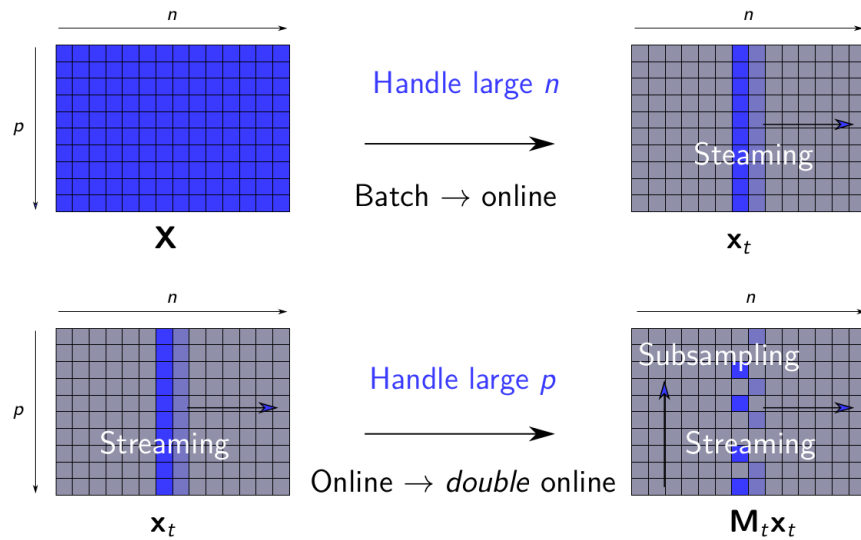 n
n
p
Handle large n
Steaming
Batch → online
X
x_t
n
n
p
Subsampling
Handle large p
Streaming
Streaming
Online → double online
x_t
M_t x_t